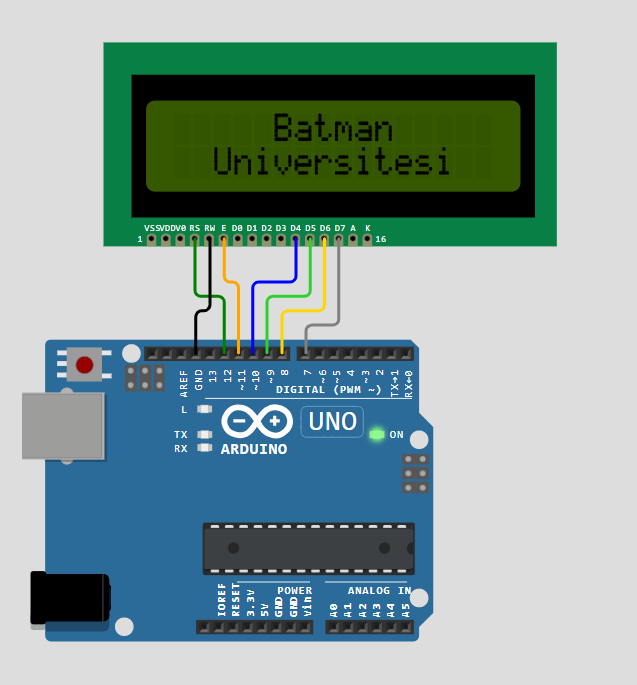 Batman
Universitesi
VSS VDD V0 RS RW E D0 D1 D2 D3 D4 D5 D6 D7 A K
1 16
AREF GND 13 12 ~11 ~10 ~9 8 7 ~6 ~5 4 ~3 2 TX→1 RX←0
DIGITAL (PWM ~)
L
TX
RX
UNO
ON
ARDUINO
POWER
ANALOG IN
IOREF RESET 3.3V 5V GND GND Vin A0 A1 A2 A3 A4 A5